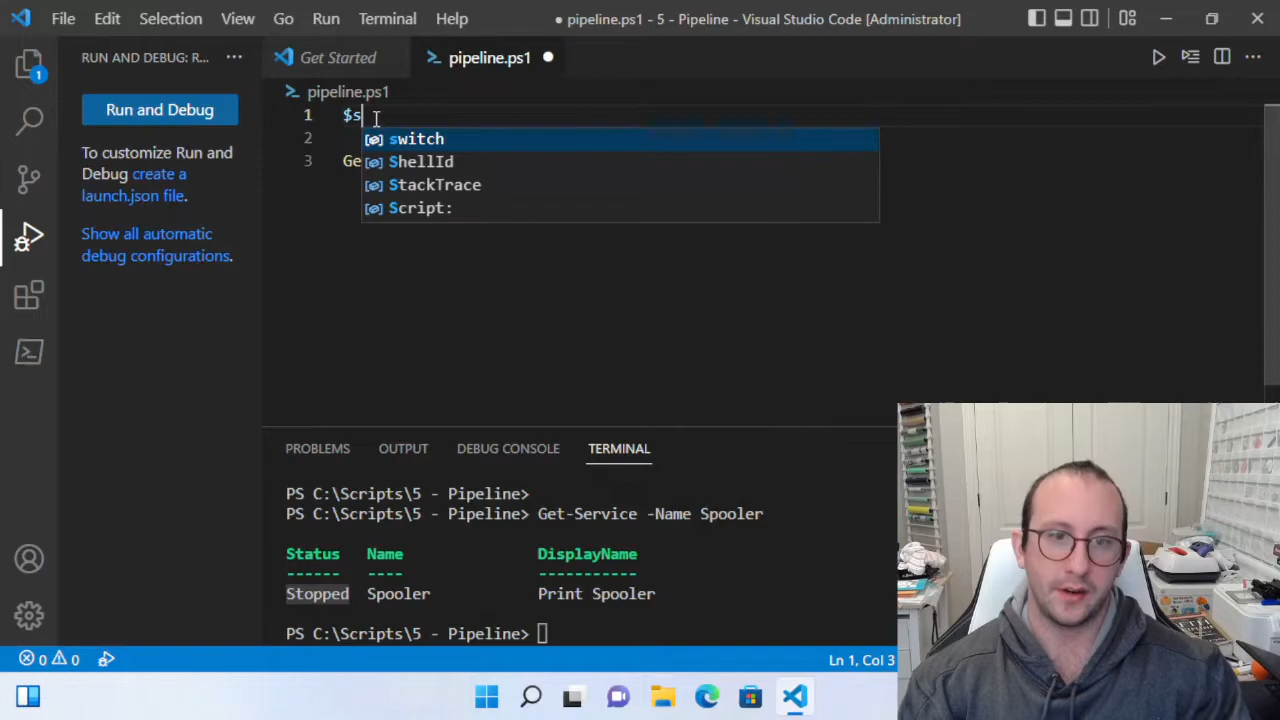 File Edit Selection View Go Run Terminal Help ● pipeline.ps1 - 5 - Pipeline - Visual Studio Code [Administrator]
RUN AND DEBUG: R... ···
Get Started
pipeline.ps1 ●
1
Run and Debug
To customize Run and
Debug create a
launch.json file.
Show all automatic
debug configurations.
pipeline.ps1
1 $s
2
3 Ge
switch
ShellId
StackTrace
Script:
PROBLEMS OUTPUT DEBUG CONSOLE TERMINAL
PS C:\Scripts\5 - Pipeline>
PS C:\Scripts\5 - Pipeline> Get-Service -Name Spooler
Status Name DisplayName
------ ---- -----------
Stopped Spooler Print Spooler
PS C:\Scripts\5 - Pipeline>
0 0
Ln 1, Col 3